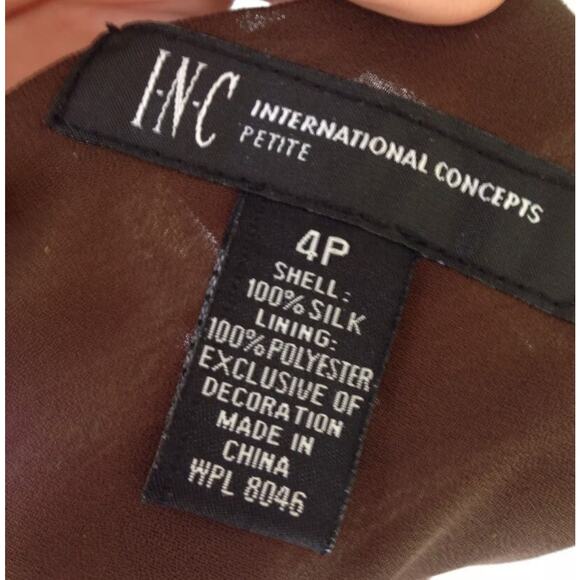 I·N·C INTERNATIONAL CONCEPTS
PETITE
4P
SHELL:
100% SILK
LINING:
100% POLYESTER
EXCLUSIVE OF
DECORATION
MADE IN
CHINA
WPL 8046